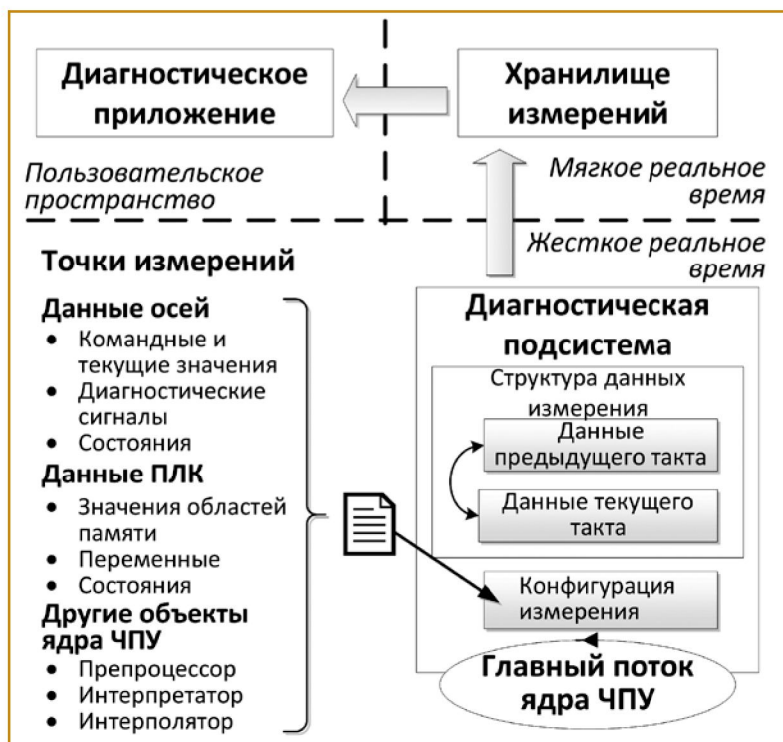 Диагностическое
приложение
Хранилище
измерений
Пользовательское
пространство
Мягкое реальное
время
Жесткое реальное
время
Точки измерений
Данные осей
• Командные и
текущие значения
• Диагностические
сигналы
• Состояния
Данные ПЛК
• Значения областей
памяти
• Переменные
• Состояния
Другие объекты
ядра ЧПУ
• Препроцессор
• Интерпретатор
• Интерполятор
Диагностическая
подсистема
Структура данных
измерения
Данные
предыдущего такта
Данные текущего
такта
Конфигурация
измерения
Главный поток
ядра ЧПУ